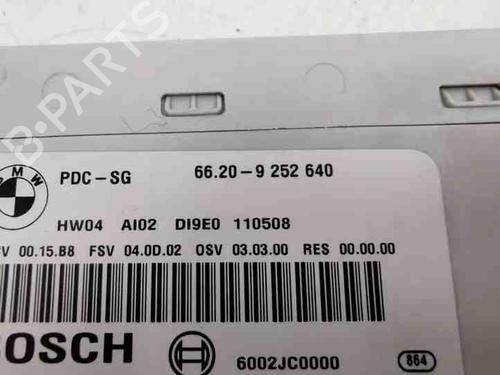 B-PARTS
BMW
PDC-SG 66.20-9 252 640
HW04 AI02 DI9E0 110508
V 00.15.B8 FSV 04.0D.02 OSV 03.03.00 RES 00.00.00
BOSCH 6002JC0000 864